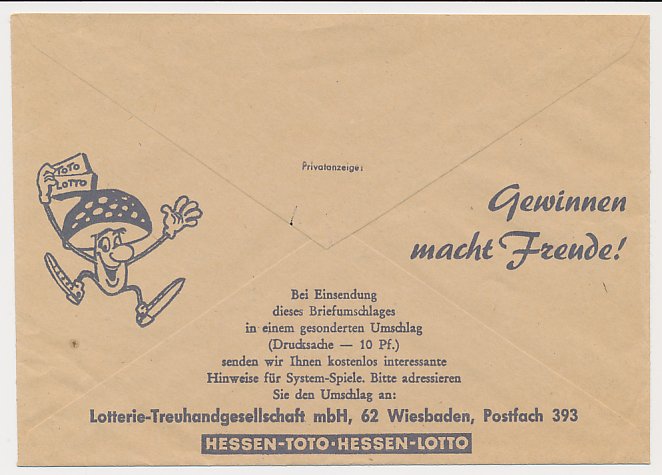 Privatanzeige:
TOTO
LOTTO
Gewinnen
macht Freude!
Bei Einsendung
dieses Briefumschlages
in einem gesonderten Umschlag
(Drucksache — 10 Pf.)
senden wir Ihnen kostenlos interessante
Hinweise für System-Spiele. Bitte adressieren
Sie den Umschlag an:
Lotterie-Treuhandgesellschaft mbH, 62 Wiesbaden, Postfach 393
HESSEN-TOTO·HESSEN-LOTTO